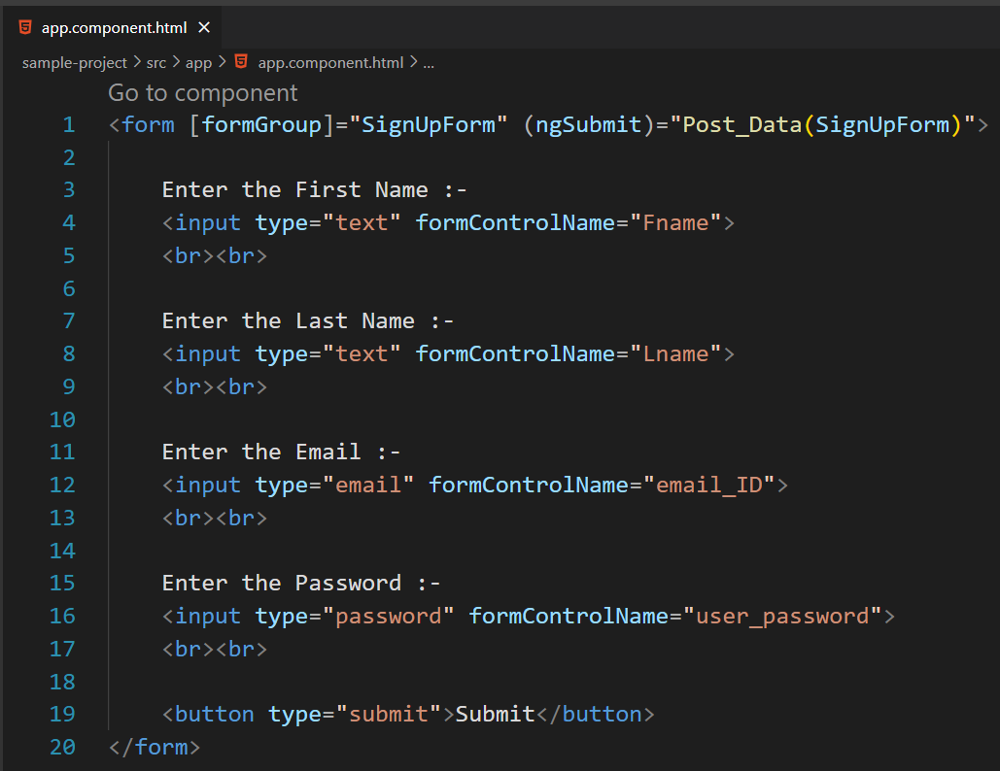 app.component.html ×
sample-project > src > app > app.component.html > ...
Go to component
1 <form [formGroup]="SignUpForm" (ngSubmit)="Post_Data(SignUpForm)">
2
3 Enter the First Name :-
4 <input type="text" formControlName="Fname">
5 <br><br>
6
7 Enter the Last Name :-
8 <input type="text" formControlName="Lname">
9 <br><br>
10
11 Enter the Email :-
12 <input type="email" formControlName="email_ID">
13 <br><br>
14
15 Enter the Password :-
16 <input type="password" formControlName="user_password">
17 <br><br>
18
19 <button type="submit">Submit</button>
20 </form>